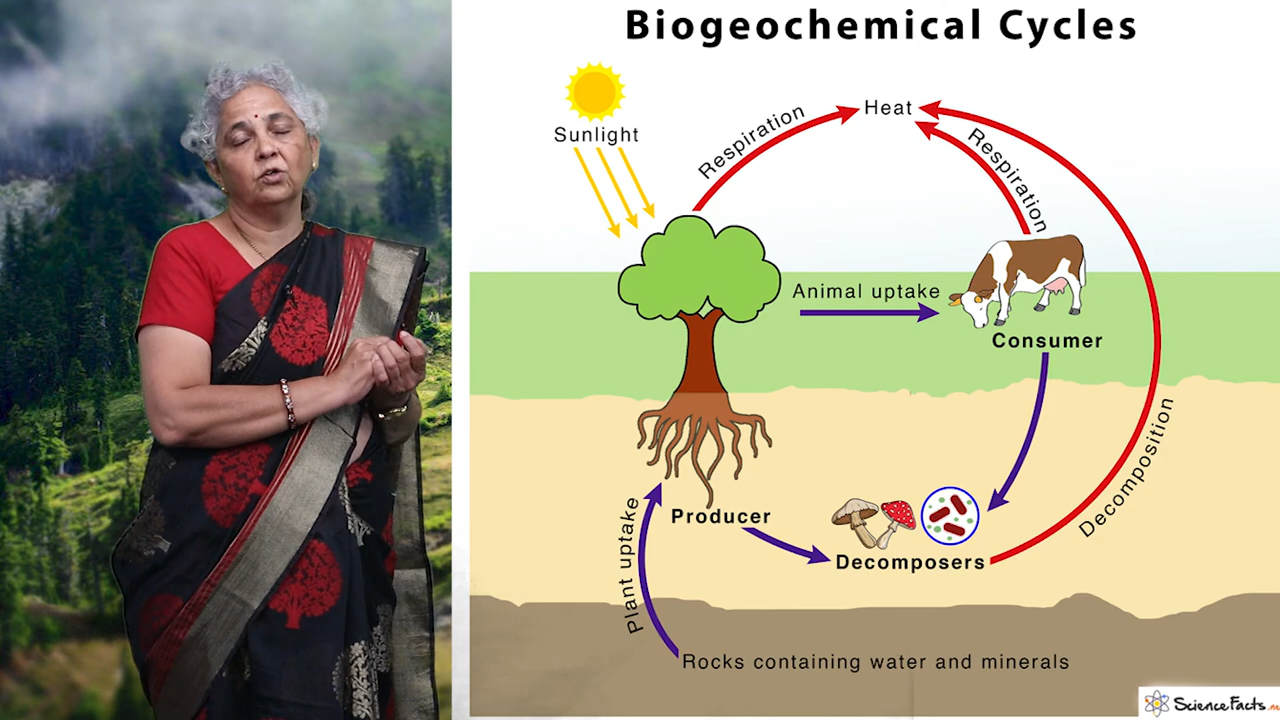 Biogeochemical Cycles
Sunlight
Respiration
Heat
Respiration
Animal uptake
Consumer
Decomposition
Producer
Plant uptake
Decomposers
Rocks containing water and minerals
ScienceFacts